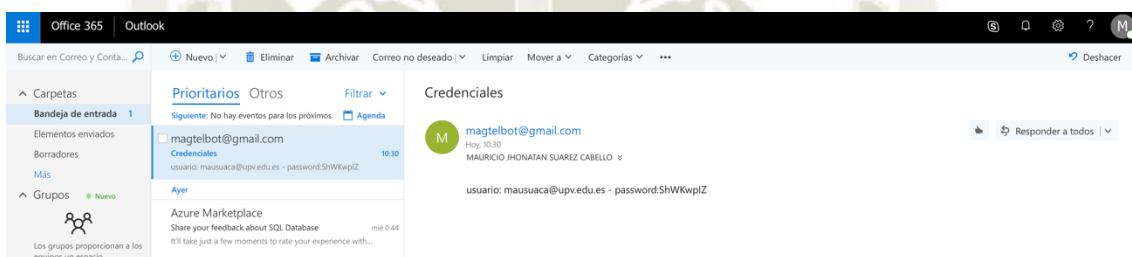 Office 365 Outlook
Buscar en Correo y Conta...
Nuevo
Eliminar
Archivar
Correo no deseado
Limpiar
Mover a
Categorías
Deshacer
Carpetas
Bandeja de entrada 1
Elementos enviados
Borradores
Más
Grupos Nuevo
Los grupos proporcionan a los
equipos un espacio
Prioritarios Otros Filtrar
Siguiente: No hay eventos para los próximos Agenda
magtelbot@gmail.com
Credenciales 10:30
usuario: mausuaca@upv.edu.es - password:ShWKwplZ
Ayer
Azure Marketplace
Share your feedback about SQL Database mié 0:44
It'll take just a few moments to rate your experience with...
Credenciales
M
magtelbot@gmail.com
Hoy, 10:30
MAURICIO JHONATAN SUAREZ CABELLO
Responder a todos
usuario: mausuaca@upv.edu.es - password:ShWKwplZ
S
?
M